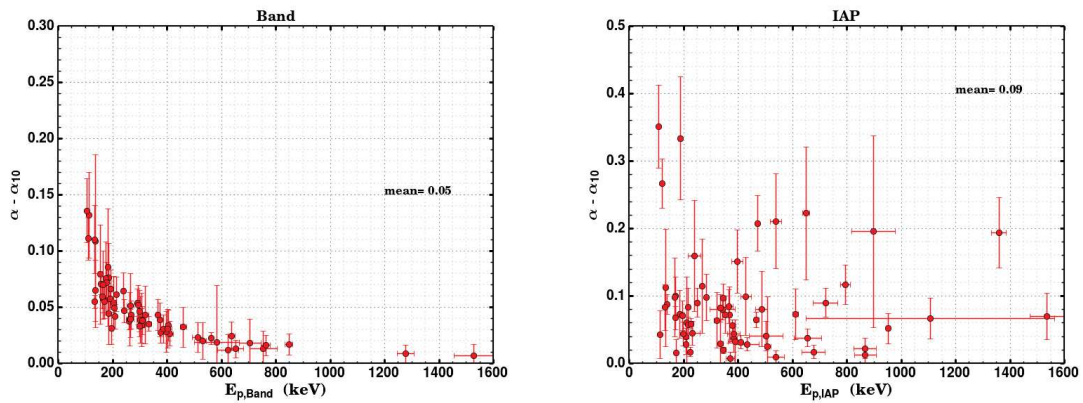 Band
0.30
0.25
0.20
0.15
0.10
0.05
0.00
α - α10
mean= 0.05
0 200 400 600 800 1000 1200 1400 1600
Ep,Band (keV)
IAP
0.5
0.4
0.3
0.2
0.1
0.0
α - α10
mean= 0.09
0 200 400 600 800 1000 1200 1400 1600
Ep,IAP (keV)